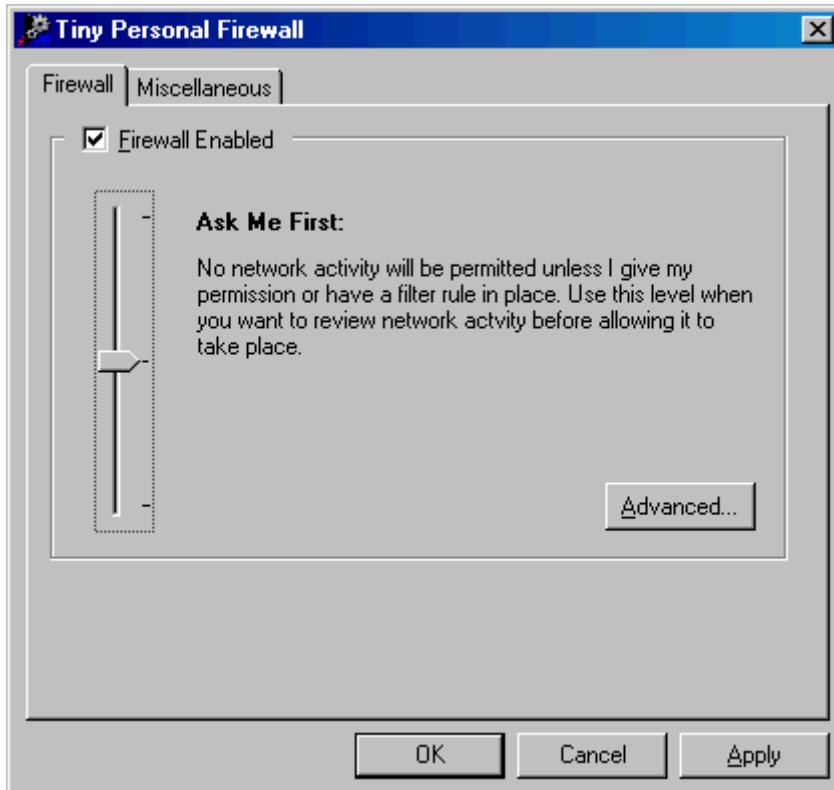 Tiny Personal Firewall
Firewall
Miscellaneous
Firewall Enabled
Ask Me First:
No network activity will be permitted unless I give my
permission or have a filter rule in place. Use this level when
you want to review network actvity before allowing it to
take place.
Advanced...
OK
Cancel
Apply